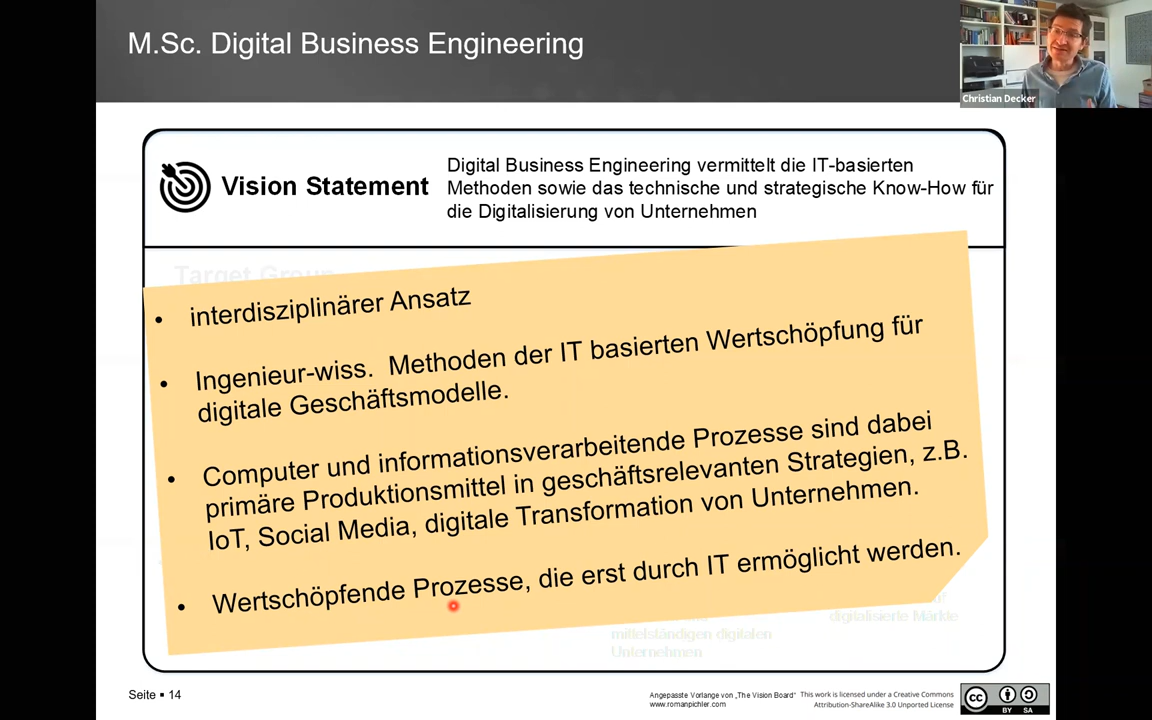 M.Sc. Digital Business Engineering
Christian Decker
Vision Statement
Digital Business Engineering vermittelt die IT-basierten
Methoden sowie das technische und strategische Know-How für
die Digitalisierung von Unternehmen
Target Group
• interdisziplinärer Ansatz
• Ingenieur-wiss.  Methoden der IT basierten Wertschöpfung für
digitale Geschäftsmodelle.
• Computer und informationsverarbeitende Prozesse sind dabei
primäre Produktionsmittel in geschäftsrelevanten Strategien, z.B.
IoT, Social Media, digitale Transformation von Unternehmen.
• Wertschöpfende Prozesse, die erst durch IT ermöglicht werden.
digitalisierte Märkte
mittelständigen digitalen
Unternehmen
Seite ▪ 14
Angepasste Vorlange von „The Vision Board“
www.romanpichler.com
This work is licensed under a Creative Commons
Attribution-ShareAlike 3.0 Unported License
CC
BY SA